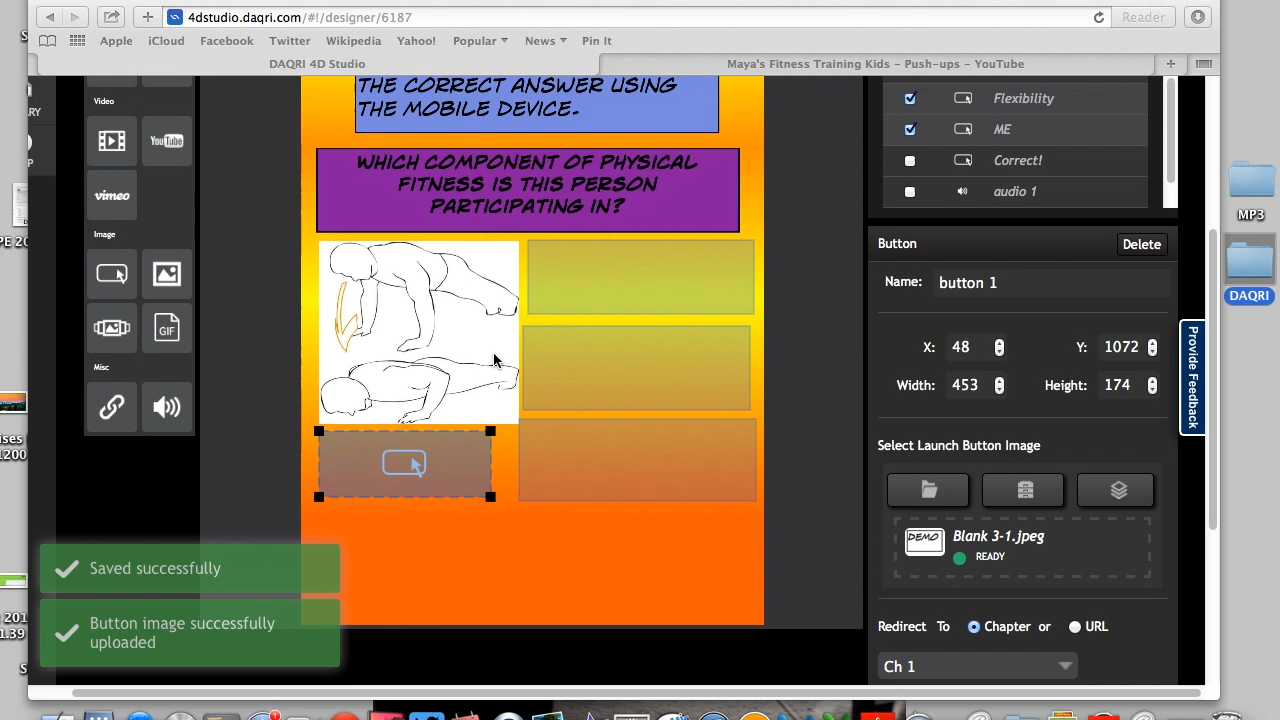 4dstudio.daqri.com/#!/designer/6187
Reader
Apple iCloud Facebook Twitter Wikipedia Yahoo! Popular News Pin It
DAQRI 4D Studio
Maya's Fitness Training Kids – Push-ups – YouTube
Video
You Tube
vimeo
Image
GIF
Misc
THE CORRECT ANSWER USING
THE MOBILE DEVICE.
WHICH COMPONENT OF PHYSICAL
FITNESS IS THIS PERSON
PARTICIPATING IN?
Flexibility
ME
Correct!
audio 1
Button
Delete
Name: button 1
X: 48 Y: 1072
Width: 453 Height: 174
Select Launch Button Image
DEMO
Blank 3-1.jpeg
READY
Redirect To Chapter or URL
Ch 1
Provide Feedback
Saved successfully
Button image successfully
uploaded
MP3
DAQRI